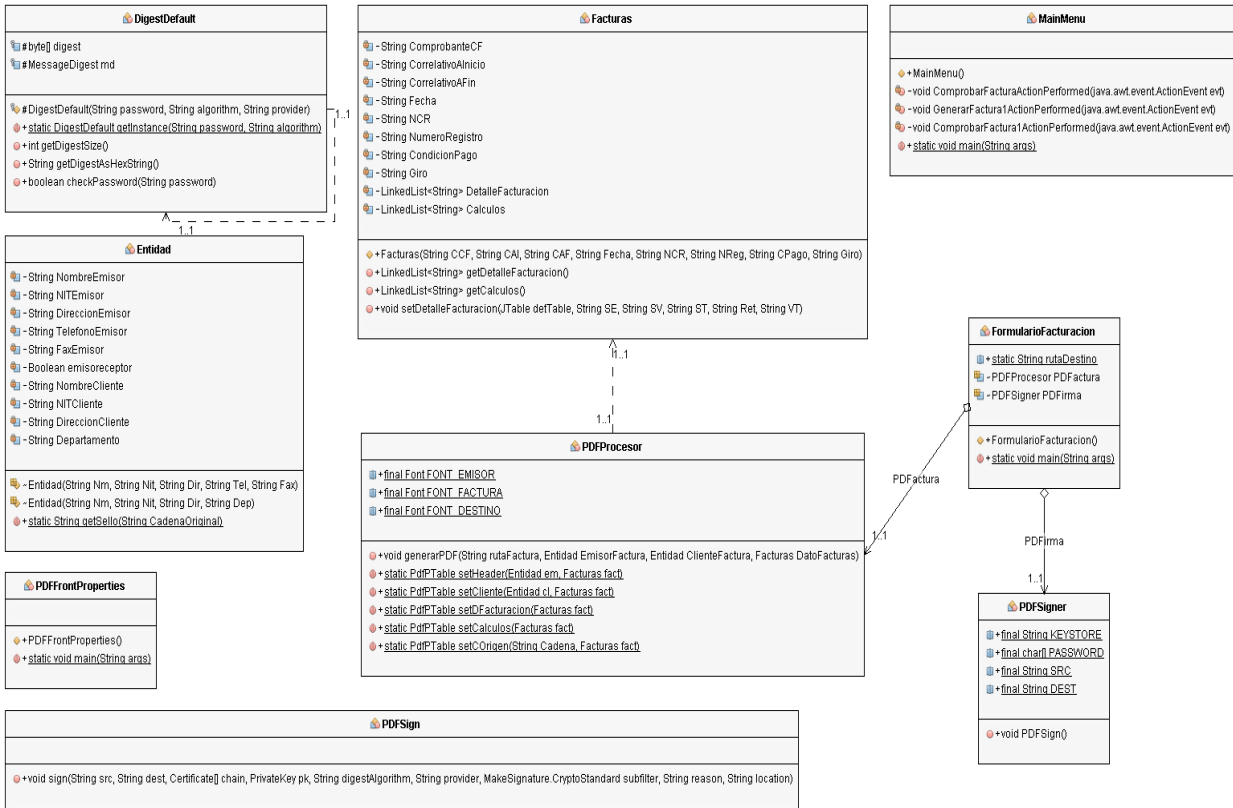 DigestDefault
#byte[] digest
#MessageDigest md
#DigestDefault(String password, String algorithm, String provider)
+static DigestDefault getInstance(String password, String algorithm)
+int getDigestSize()
+String getDigestAsHexString()
+boolean checkPassword(String password)
1..1
1..1
Facturas
-String ComprobanteCF
-String CorrelativoAInicio
-String CorrelativoAFin
-String Fecha
-String NCR
-String NumeroRegistro
-String CondicionPago
-String Giro
-LinkedList<String> DetalleFacturacion
-LinkedList<String> Calculos
+Facturas(String CCF, String CAI, String CAF, String Fecha, String NCR, String NReg, String CPago, String Giro)
+LinkedList<String> getDetalleFacturacion()
+LinkedList<String> getCalculos()
+void setDetalleFacturacion(JTable detTable, String SE, String SV, String ST, String Ret, String VT)
MainMenu
+MainMenu()
-void ComprobarFacturaActionPerformed(java.awt.event.ActionEvent evt)
-void GenerarFactura1ActionPerformed(java.awt.event.ActionEvent evt)
-void ComprobarFactura1ActionPerformed(java.awt.event.ActionEvent evt)
+static void main(String args)
Entidad
-String NombreEmisor
-String NITEmisor
-String DireccionEmisor
-String TelefonoEmisor
-String FaxEmisor
-Boolean emisoreceptor
-String NombreCliente
-String NITCliente
-String DireccionCliente
-String Departamento
~Entidad(String Nm, String Nit, String Dir, String Tel, String Fax)
~Entidad(String Nm, String Nit, String Dir, String Dep)
+static String getSello(String CadenaOriginal)
1..1
1..1
FormularioFacturacion
+static String rutaDestino
~PDFProcesor PDFactura
~PDFSigner PDFirma
+FormularioFacturacion()
+static void main(String args)
PDFProcesor
+final Font FONT_EMISOR
+final Font FONT_FACTURA
+final Font FONT_DESTINO
+void generarPDF(String rutaFactura, Entidad EmisorFactura, Entidad ClienteFactura, Facturas DatoFacturas)
+static PdfPTable setHeader(Entidad em, Facturas fact)
+static PdfPTable setCliente(Entidad cl, Facturas fact)
+static PdfPTable setDFacturacion(Facturas fact)
+static PdfPTable setCalculos(Facturas fact)
+static PdfPTable setCOrigen(String Cadena, Facturas fact)
PDFactura
1..1
PDFirma
1..1
PDFFrontProperties
+PDFFrontProperties()
+static void main(String args)
PDFSigner
+final String KEYSTORE
+final char[] PASSWORD
+final String SRC
+final String DEST
+void PDFSign()
PDFSign
+void sign(String src, String dest, Certificate[] chain, PrivateKey pk, String digestAlgorithm, String provider, MakeSignature.CryptoStandard subfilter, String reason, String location)